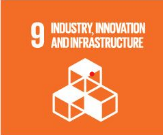 9 INDUSTRY, INNOVATION
AND INFRASTRUCTURE